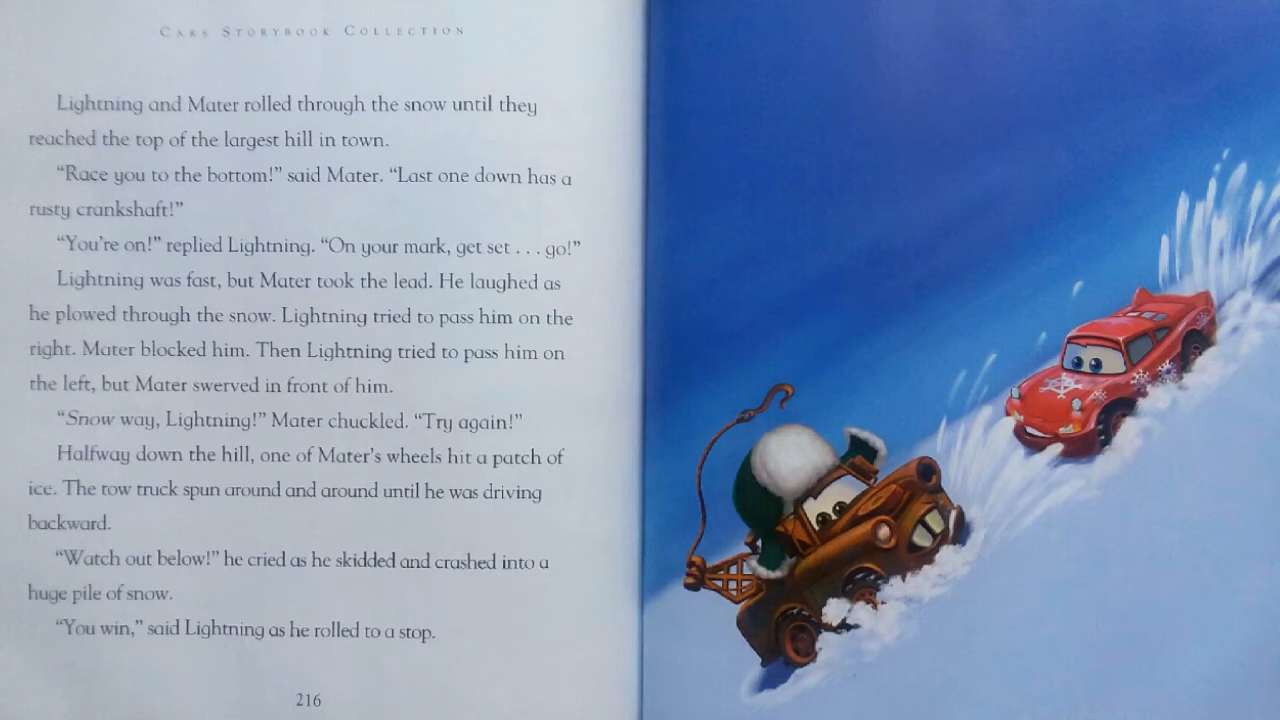 CARS STORYBOOK COLLECTION
Lightning and Mater rolled through the snow until they
reached the top of the largest hill in town.
“Race you to the bottom!” said Mater. “Last one down has a
rusty crankshaft!”
“You’re on!” replied Lightning. “On your mark, get set . . . go!”
Lightning was fast, but Mater took the lead. He laughed as
he plowed through the snow. Lightning tried to pass him on the
right. Mater blocked him. Then Lightning tried to pass him on
the left, but Mater swerved in front of him.
“Snow way, Lightning!” Mater chuckled. “Try again!”
Halfway down the hill, one of Mater’s wheels hit a patch of
ice. The tow truck spun around and around until he was driving
backward.
“Watch out below!” he cried as he skidded and crashed into a
huge pile of snow.
“You win,” said Lightning as he rolled to a stop.
216